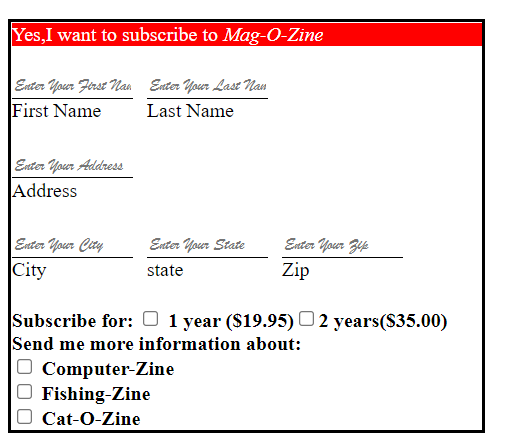 Yes,I want to subscribe to Mag-O-Zine
Enter Your First Nam Enter Your Last Nam
First Name Last Name
Enter Your Address
Address
Enter Your City Enter Your State Enter Your Zip
City state Zip
Subscribe for: 1 year ($19.95) 2 years($35.00)
Send me more information about:
Computer-Zine
Fishing-Zine
Cat-O-Zine